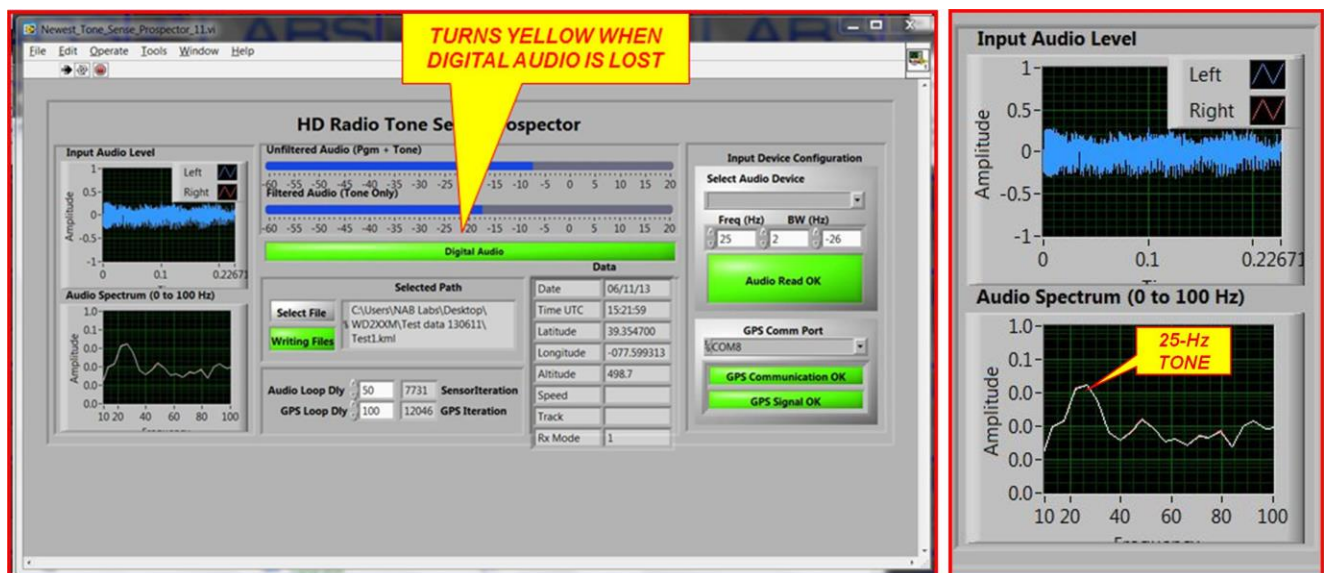 Newest_Tone_Sense_Prospector_11.vi
File Edit Operate Tools Window Help
TURNS YELLOW WHEN
DIGITAL AUDIO IS LOST
HD Radio Tone Se ospector
Input Audio Level
Left
Right
Amplitude
1
0.5
0
-0.5
-1
0 0.1 0.22671
Audio Spectrum (0 to 100 Hz)
Amplitude
1.0
0.1
0.0
0.0
0.0
0.0
10 20 40 60 80 100
Unfiltered Audio (Pgm + Tone)
-60 -55 -50 -45 -40 -35 -30 -25 -15 -10 -5 0 5 10 15 20
Filtered Audio (Tone Only)
-60 -55 -50 -45 -40 -35 -30 -25 -20 -15 -10 -5 0 5 10 15 20
Digital Audio
Selected Path
Select File
Writing Files
C:\Users\NAB Labs\Desktop\
WD2XXM\Test data 130611\
Test1.kml
Audio Loop Dly 50 7731 SensorIteration
GPS Loop Dly 100 12046 GPS Iteration
Data
Date 06/11/13
Time UTC 15:21:59
Latitude 39.354700
Longitude -077.599313
Altitude 498.7
Speed
Track
Rx Mode 1
Input Device Configuration
Select Audio Device
Freq (Hz) BW (Hz)
25 2 -26
Audio Read OK
GPS Comm Port
COM8
GPS Communication OK
GPS Signal OK
Input Audio Level
Left
Right
Amplitude
1
0.5
0
-0.5
-1
0 0.1 0.22671
Audio Spectrum (0 to 100 Hz)
25-Hz
TONE
Amplitude
1.0
0.1
0.0
0.0
0.0
0.0
10 20 40 60 80 100